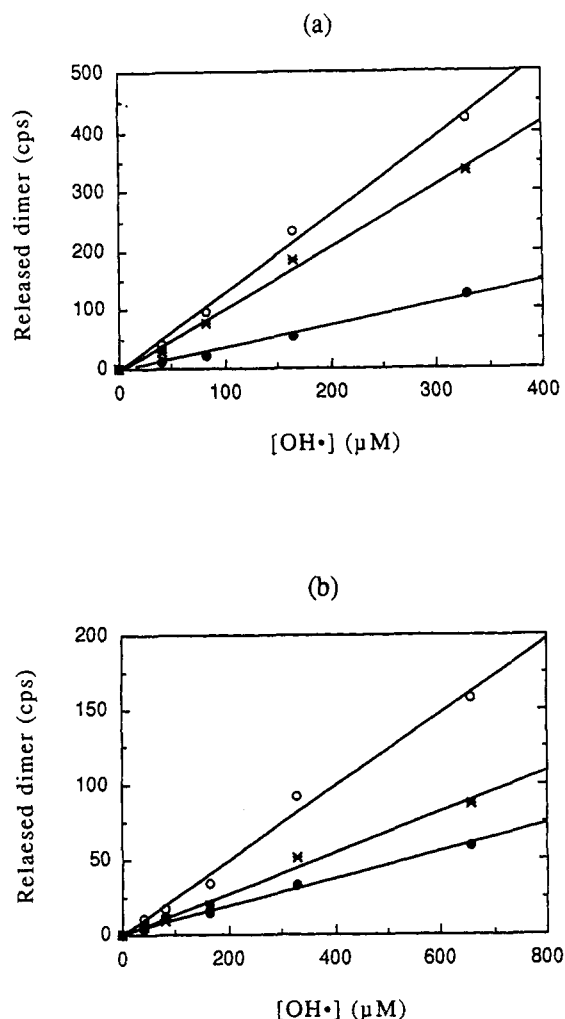 (a)
Released dimer (cps)
500
400
300
200
100
0
0 100 200 300 400
[OH•] (µM)
(b)
Relaesed dimer (cps)
200
150
100
50
0
0 200 400 600 800
[OH•] (µM)